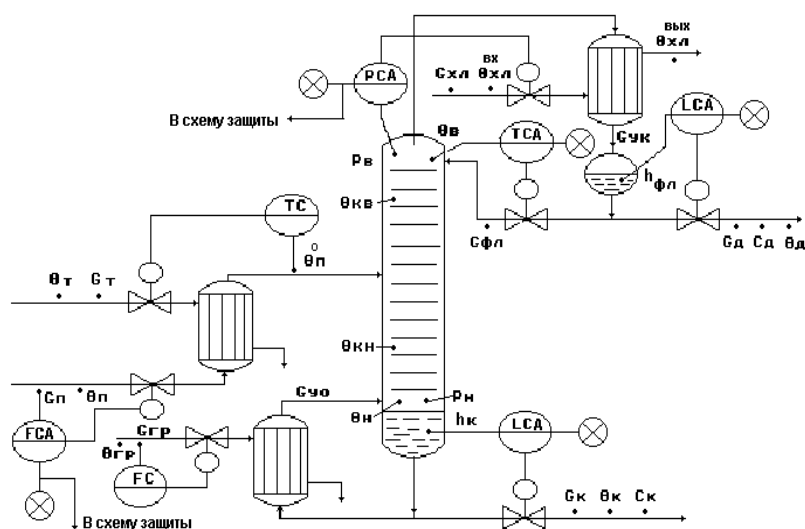 вых
θхл
PCA
вх
Gхл θхл
LCA
В схему защиты
Pв
θв
TCA
Gук
hфл
θкв
TC
Gфл
Gд Cд θд
о
θп
θт Gт
θкн
Gп θп
Gуо
θн
Pн
hк
LCA
FCA
Gгр
θгр
FC
Gк θк Cк
В схему защиты